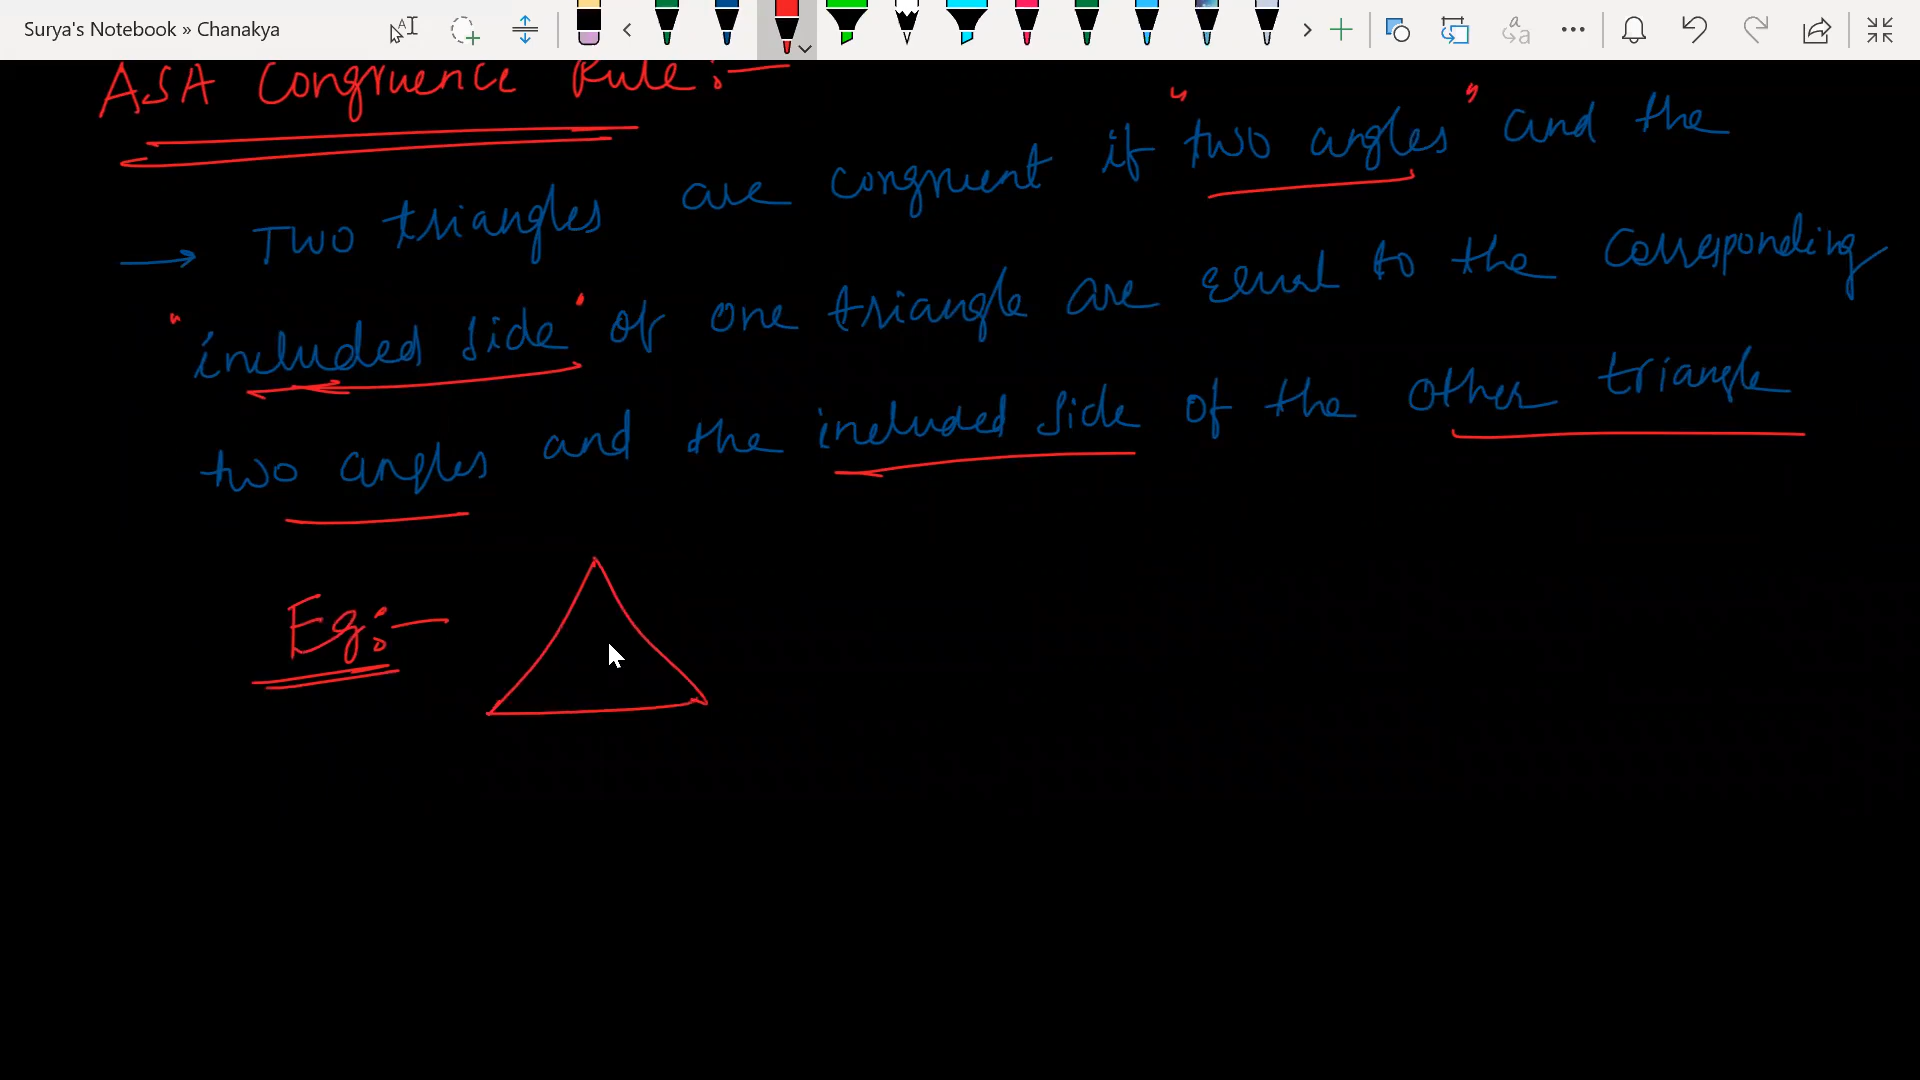 Surya's Notebook » Chanakya
ASA Congruence Rule:-
→ Two triangles are congruent if "two angles" and the
"included side" of one triangle are equal to the corresponding
two angles and the included side of the other triangle
Eg:-